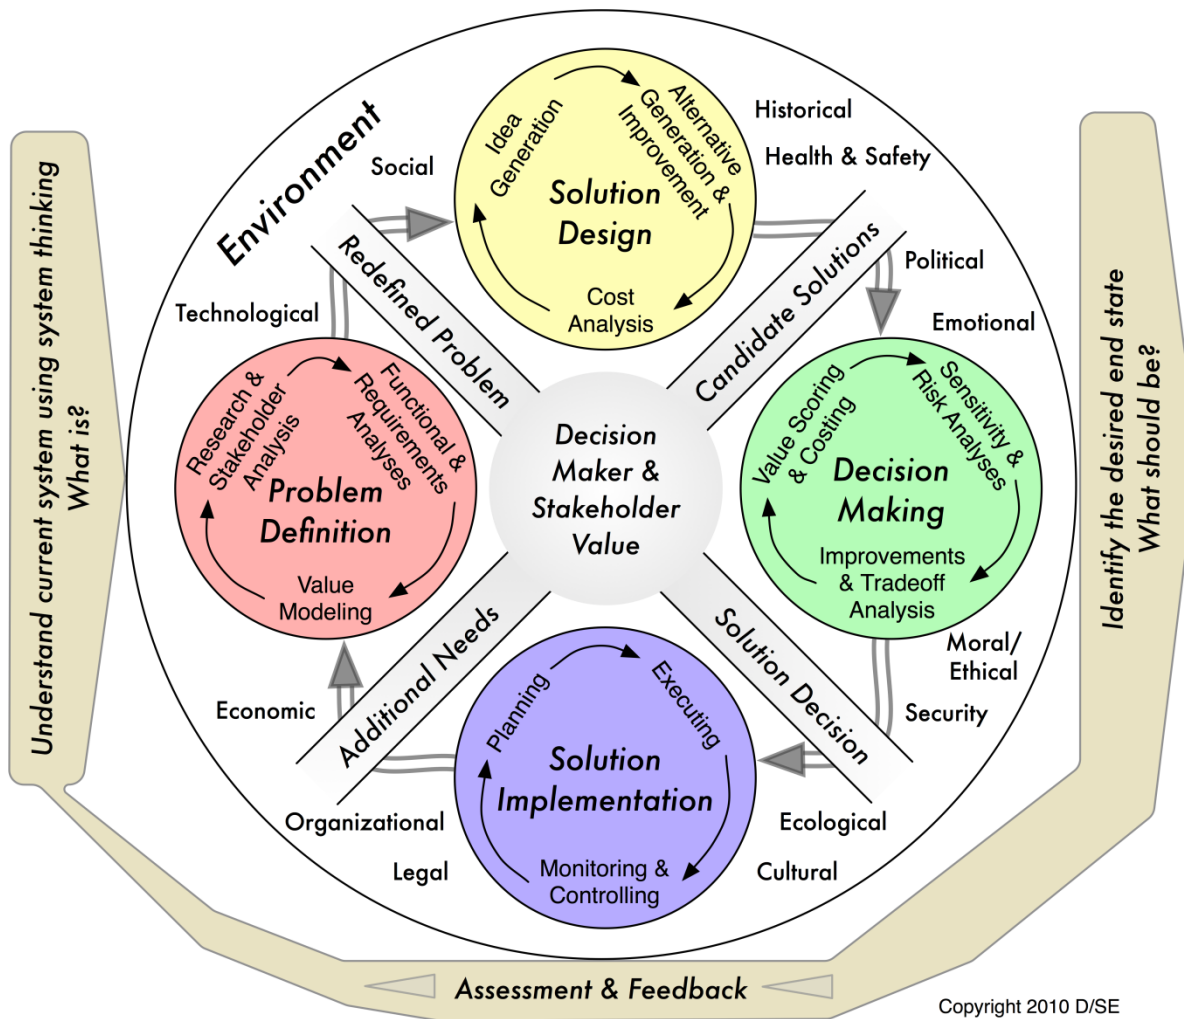 Environment
Social
Historical
Health & Safety
Political
Emotional
Technological
Idea
Generation
Alternative
Generation &
Improvement
Solution
Design
Cost
Analysis
Redefined Problem
Candidate Solutions
Understand current system using system thinking
What is?
Research &
Stakeholder
Analysis
Functional &
Requirements
Analyses
Problem
Definition
Value
Modeling
Decision
Maker &
Stakeholder
Value
Value Scoring
& Costing
Sensitivity &
Risk Analyses
Decision
Making
Improvements
& Tradeoff
Analysis
Identify the desired end state
What should be?
Moral/
Ethical
Security
Economic
Additional Needs
Solution Decision
Planning
Executing
Solution
Implementation
Monitoring &
Controlling
Organizational
Legal
Ecological
Cultural
Assessment & Feedback
Copyright 2010 D/SE